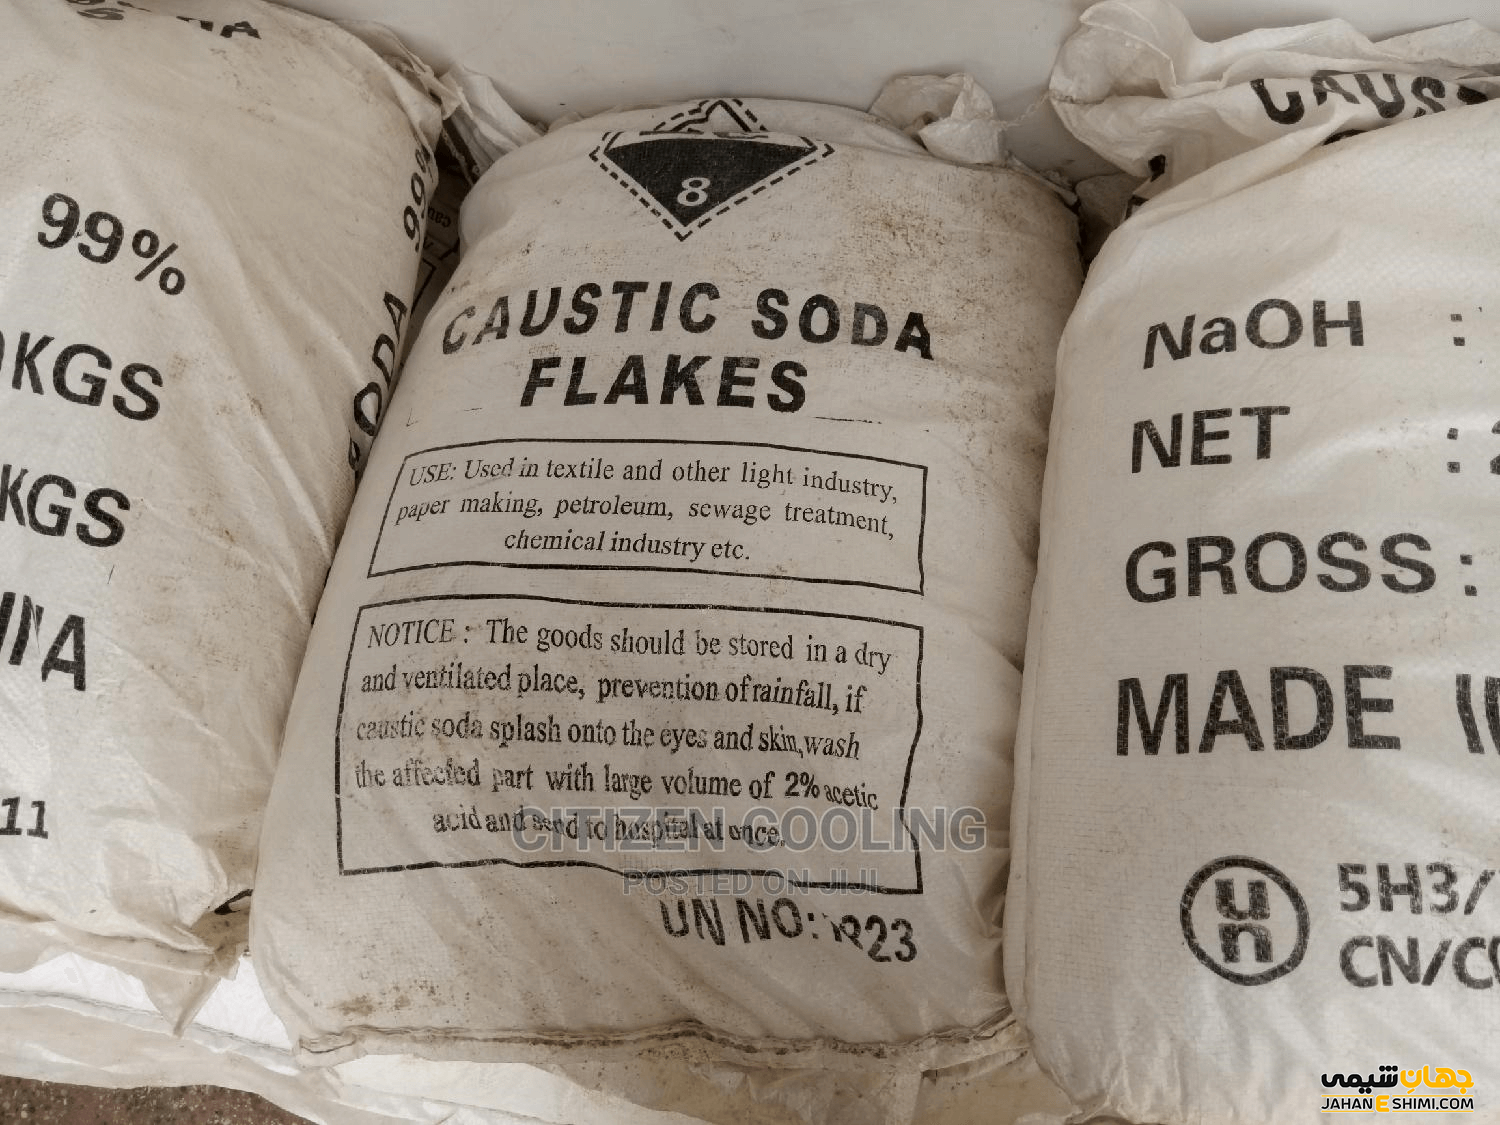 99%
KGS
KGS
11
SODA 99%
8
CAUSTIC SODA
FLAKES
USE: Used in textile and other light industry,
paper making, petroleum, sewage treatment,
chemical industry etc.
NOTICE : The goods should be stored in a dry
and ventilated place, prevention of rainfall, if
caustic soda splash onto the eyes and skin,wash
the affected part with large volume of 2% acetic
acid and send to hospital at once.
UN NO: 1823
CAUS
NaOH :
NET :
GROSS :
MADE
un
5H3/
CN/
CITIZEN COOLING
POSTED ON JIJI
جهان شیمی
JAHANESHIMI.COM